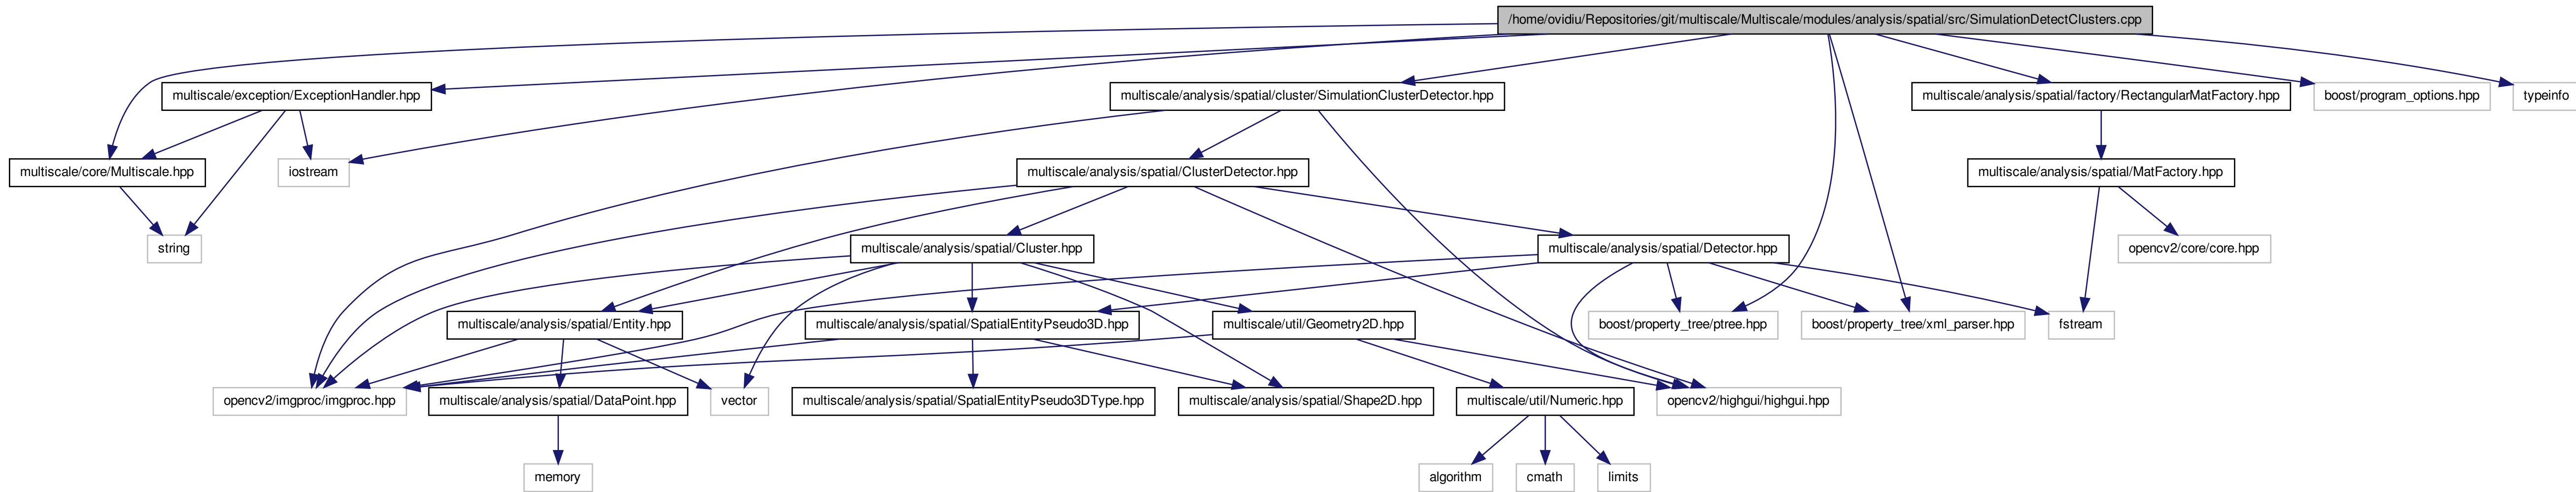 /home/ovidiu/Repositories/git/multiscale/Multiscale/modules/analysis/spatial/src/SimulationDetectClusters.cpp
multiscale/exception/ExceptionHandler.hpp
multiscale/analysis/spatial/cluster/SimulationClusterDetector.hpp
multiscale/analysis/spatial/factory/RectangularMatFactory.hpp
boost/program_options.hpp
typeinfo
multiscale/core/Multiscale.hpp
iostream
multiscale/analysis/spatial/ClusterDetector.hpp
multiscale/analysis/spatial/MatFactory.hpp
string
multiscale/analysis/spatial/Cluster.hpp
multiscale/analysis/spatial/Detector.hpp
opencv2/core/core.hpp
multiscale/analysis/spatial/Entity.hpp
multiscale/analysis/spatial/SpatialEntityPseudo3D.hpp
multiscale/util/Geometry2D.hpp
boost/property_tree/ptree.hpp
boost/property_tree/xml_parser.hpp
fstream
opencv2/imgproc/imgproc.hpp
multiscale/analysis/spatial/DataPoint.hpp
vector
multiscale/analysis/spatial/SpatialEntityPseudo3DType.hpp
multiscale/analysis/spatial/Shape2D.hpp
multiscale/util/Numeric.hpp
opencv2/highgui/highgui.hpp
memory
algorithm
cmath
limits